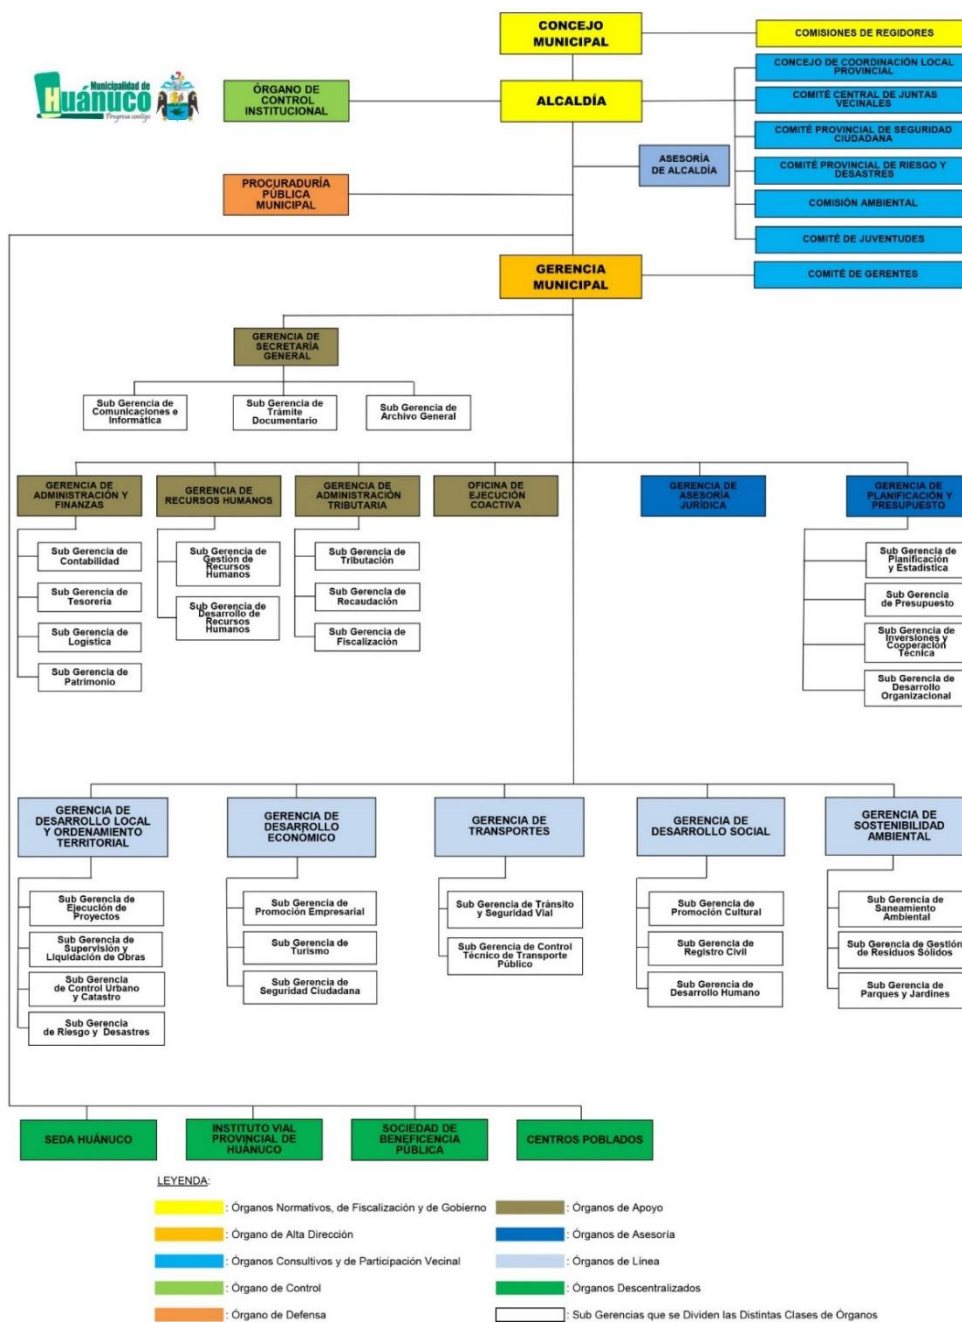 CONCEJO
MUNICIPAL
COMISIONES DE REGIDORES
Municipalidad de
Huánuco
Progresa contigo
ÓRGANO DE
CONTROL
INSTITUCIONAL
ALCALDÍA
CONCEJO DE COORDINACIÓN LOCAL
PROVINCIAL
COMITÉ CENTRAL DE JUNTAS
VECINALES
COMITÉ PROVINCIAL DE SEGURIDAD
CIUDADANA
COMITÉ PROVINCIAL DE RIESGO Y
DESASTRES
COMISIÓN AMBIENTAL
COMITÉ DE JUVENTUDES
ASESORÍA
DE ALCALDÍA
PROCURADURÍA
PÚBLICA
MUNICIPAL
GERENCIA
MUNICIPAL
COMITÉ DE GERENTES
GERENCIA DE
SECRETARÍA
GENERAL
Sub Gerencia de
Comunicaciones e
Informática
Sub Gerencia de
Trámite
Documentario
Sub Gerencia de
Archivo General
GERENCIA DE
ADMINISTRACIÓN Y
FINANZAS
Sub Gerencia de
Contabilidad
Sub Gerencia de
Tesorería
Sub Gerencia de
Logística
Sub Gerencia de
Patrimonio
GERENCIA DE
RECURSOS HUMANOS
Sub Gerencia de
Gestión de
Recursos
Humanos
Sub Gerencia de
Desarrollo de
Recursos
Humanos
GERENCIA DE
ADMINISTRACIÓN
TRIBUTARIA
Sub Gerencia de
Tributación
Sub Gerencia de
Recaudación
Sub Gerencia de
Fiscalización
OFICINA DE
EJECUCIÓN
COACTIVA
GERENCIA DE
ASESORÍA
JURÍDICA
GERENCIA DE
PLANIFICACIÓN Y
PRESUPUESTO
Sub Gerencia de
Planificación
y Estadística
Sub Gerencia
de Presupuesto
Sub Gerencia de
Inversiones y
Cooperación
Técnica
Sub Gerencia de
Desarrollo
Organizacional
GERENCIA DE
DESARROLLO LOCAL
Y ORDENAMIENTO
TERRITORIAL
Sub Gerencia de
Ejecución de
Proyectos
Sub Gerencia de
Supervisión y
Liquidación de Obras
Sub Gerencia
de Control Urbano
y Catastro
Sub Gerencia
de Riesgo y Desastres
GERENCIA DE
DESARROLLO
ECONÓMICO
Sub Gerencia de
Promoción Empresarial
Sub Gerencia de
Turismo
Sub Gerencia de
Seguridad Ciudadana
GERENCIA DE
TRANSPORTES
Sub Gerencia de Tránsito
y Seguridad Vial
Sub Gerencia de Control
Técnico de Transporte
Público
GERENCIA DE
DESARROLLO SOCIAL
Sub Gerencia de
Promoción Cultural
Sub Gerencia de
Registro Civil
Sub Gerencia de
Desarrollo Humano
GERENCIA DE
SOSTENIBILIDAD
AMBIENTAL
Sub Gerencia de
Saneamiento
Ambiental
Sub Gerencia de Gestión
de Residuos Sólidos
Sub Gerencia de
Parques y Jardines
SEDA HUÁNUCO
INSTITUTO VIAL
PROVINCIAL DE
HUÁNUCO
SOCIEDAD DE
BENEFICENCIA
PÚBLICA
CENTROS POBLADOS
LEYENDA:
: Órganos Normativos, de Fiscalización y de Gobierno
: Órgano de Alta Dirección
: Órganos Consultivos y de Participación Vecinal
: Órgano de Control
: Órgano de Defensa
: Órganos de Apoyo
: Órganos de Asesoría
: Órganos de Línea
: Órganos Descentralizados
: Sub Gerencias que se Dividen las Distintas Clases de Órganos